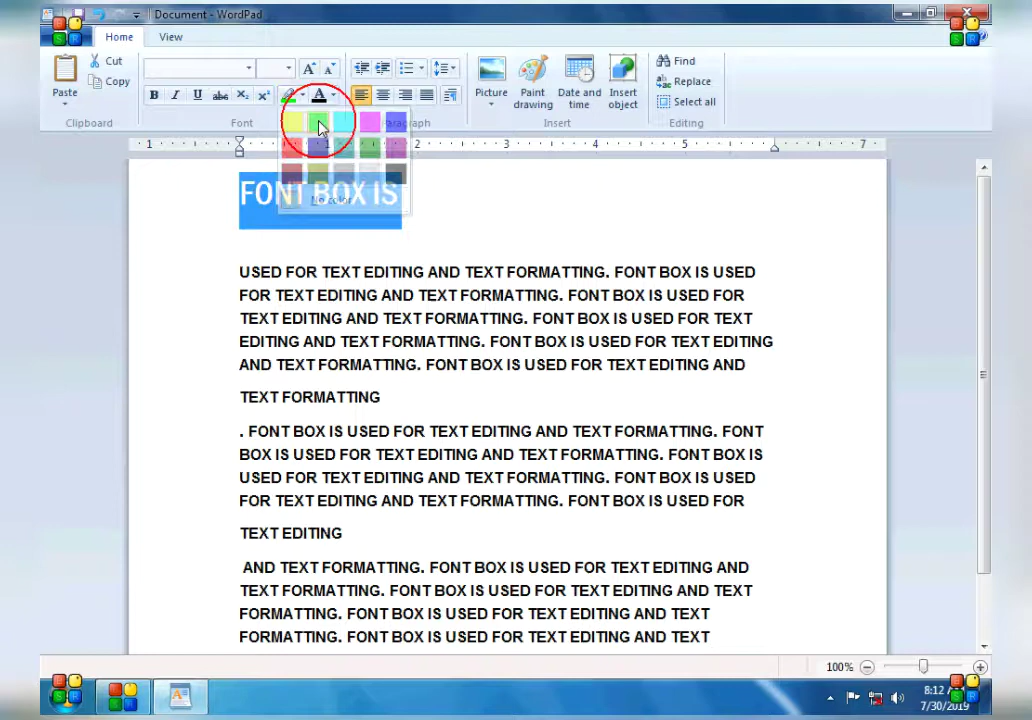 Document - WordPad
Home View
Cut
Copy
Paste
Clipboard
Font
Paragraph
Picture
Paint drawing
Date and time
Insert object
Insert
Find
Replace
Select all
Editing
1 1 2 3 4 5 7
No color
FONT BOX IS
USED FOR TEXT EDITING AND TEXT FORMATTING. FONT BOX IS USED
FOR TEXT EDITING AND TEXT FORMATTING. FONT BOX IS USED FOR
TEXT EDITING AND TEXT FORMATTING. FONT BOX IS USED FOR TEXT
EDITING AND TEXT FORMATTING. FONT BOX IS USED FOR TEXT EDITING
AND TEXT FORMATTING. FONT BOX IS USED FOR TEXT EDITING AND
TEXT FORMATTING
. FONT BOX IS USED FOR TEXT EDITING AND TEXT FORMATTING. FONT
BOX IS USED FOR TEXT EDITING AND TEXT FORMATTING. FONT BOX IS
USED FOR TEXT EDITING AND TEXT FORMATTING. FONT BOX IS USED
FOR TEXT EDITING AND TEXT FORMATTING. FONT BOX IS USED FOR
TEXT EDITING
AND TEXT FORMATTING. FONT BOX IS USED FOR TEXT EDITING AND
TEXT FORMATTING. FONT BOX IS USED FOR TEXT EDITING AND TEXT
FORMATTING. FONT BOX IS USED FOR TEXT EDITING AND TEXT
FORMATTING. FONT BOX IS USED FOR TEXT EDITING AND TEXT
100%
8:12
7/30/2019